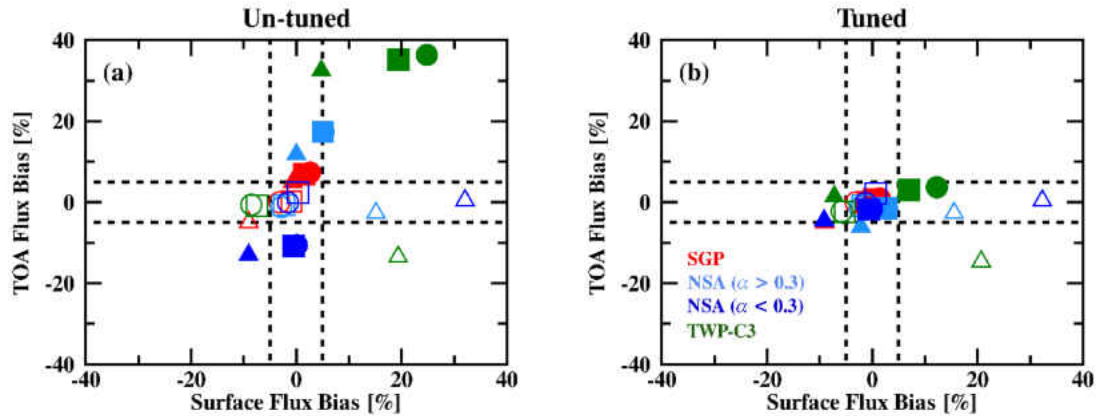 Un-tuned
Tuned
40
20
0
-20
-40
TOA Flux Bias [%]
(a)
-40
-20
0
20
40
Surface Flux Bias [%]
40
20
0
-20
-40
TOA Flux Bias [%]
(b)
SGP
NSA (α > 0.3)
NSA (α < 0.3)
TWP-C3
-40
-20
0
20
40
Surface Flux Bias [%]